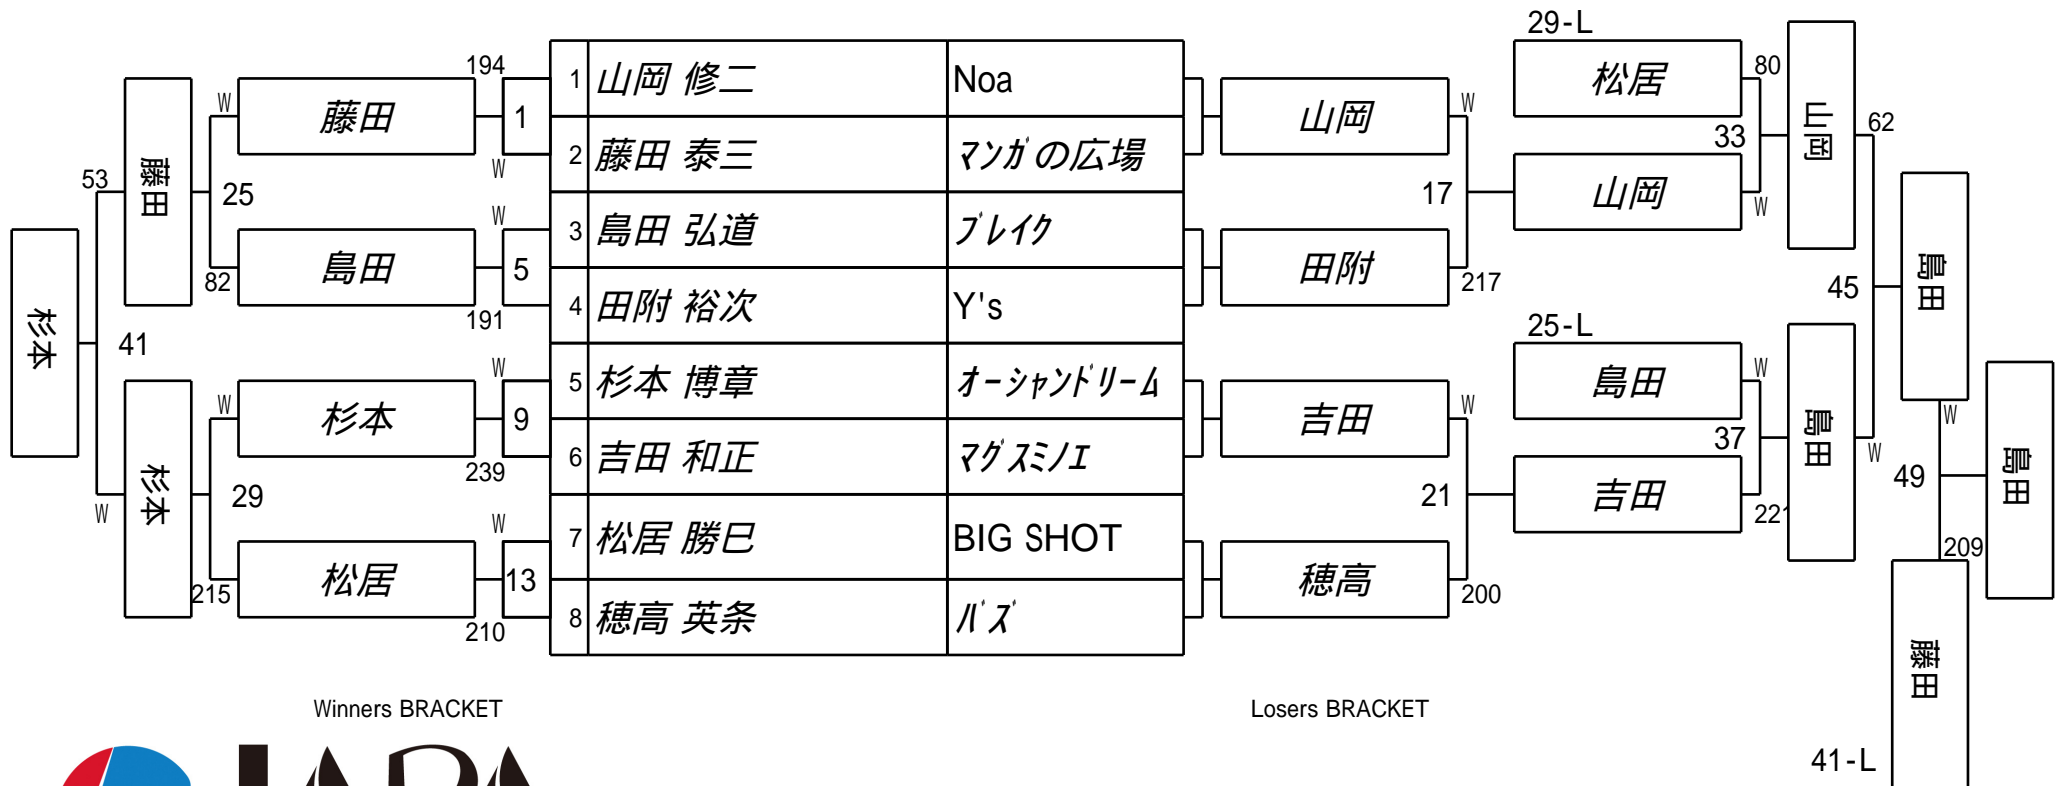 29-L
194
1 山岡 修二 Noa
松居
80
W
藤田
1
山岡
W
山岡
62
2 藤田 泰三 マンガの広場
33
53
藤田
W
25
17
山岡
W
W
3 島田 弘道 ブレイク
島田
島田
5
田附
82
217
4 田附 裕次 Y's
191
45
島田
25-L
杉本
41
W
5 杉本 博章 オーシャンドリーム
島田
W
W
杉本
9
吉田
W
W
37
島田
W
島田
6 吉田 和正 マグスミノエ
239
杉本
29
21
吉田
49
W
W
221
7 松居 勝巳 BIG SHOT
209
松居
13
穂高
215
200
8 穂高 英条 バズ
210
藤田
Winners BRACKET
Losers BRACKET
41-L
JAPA